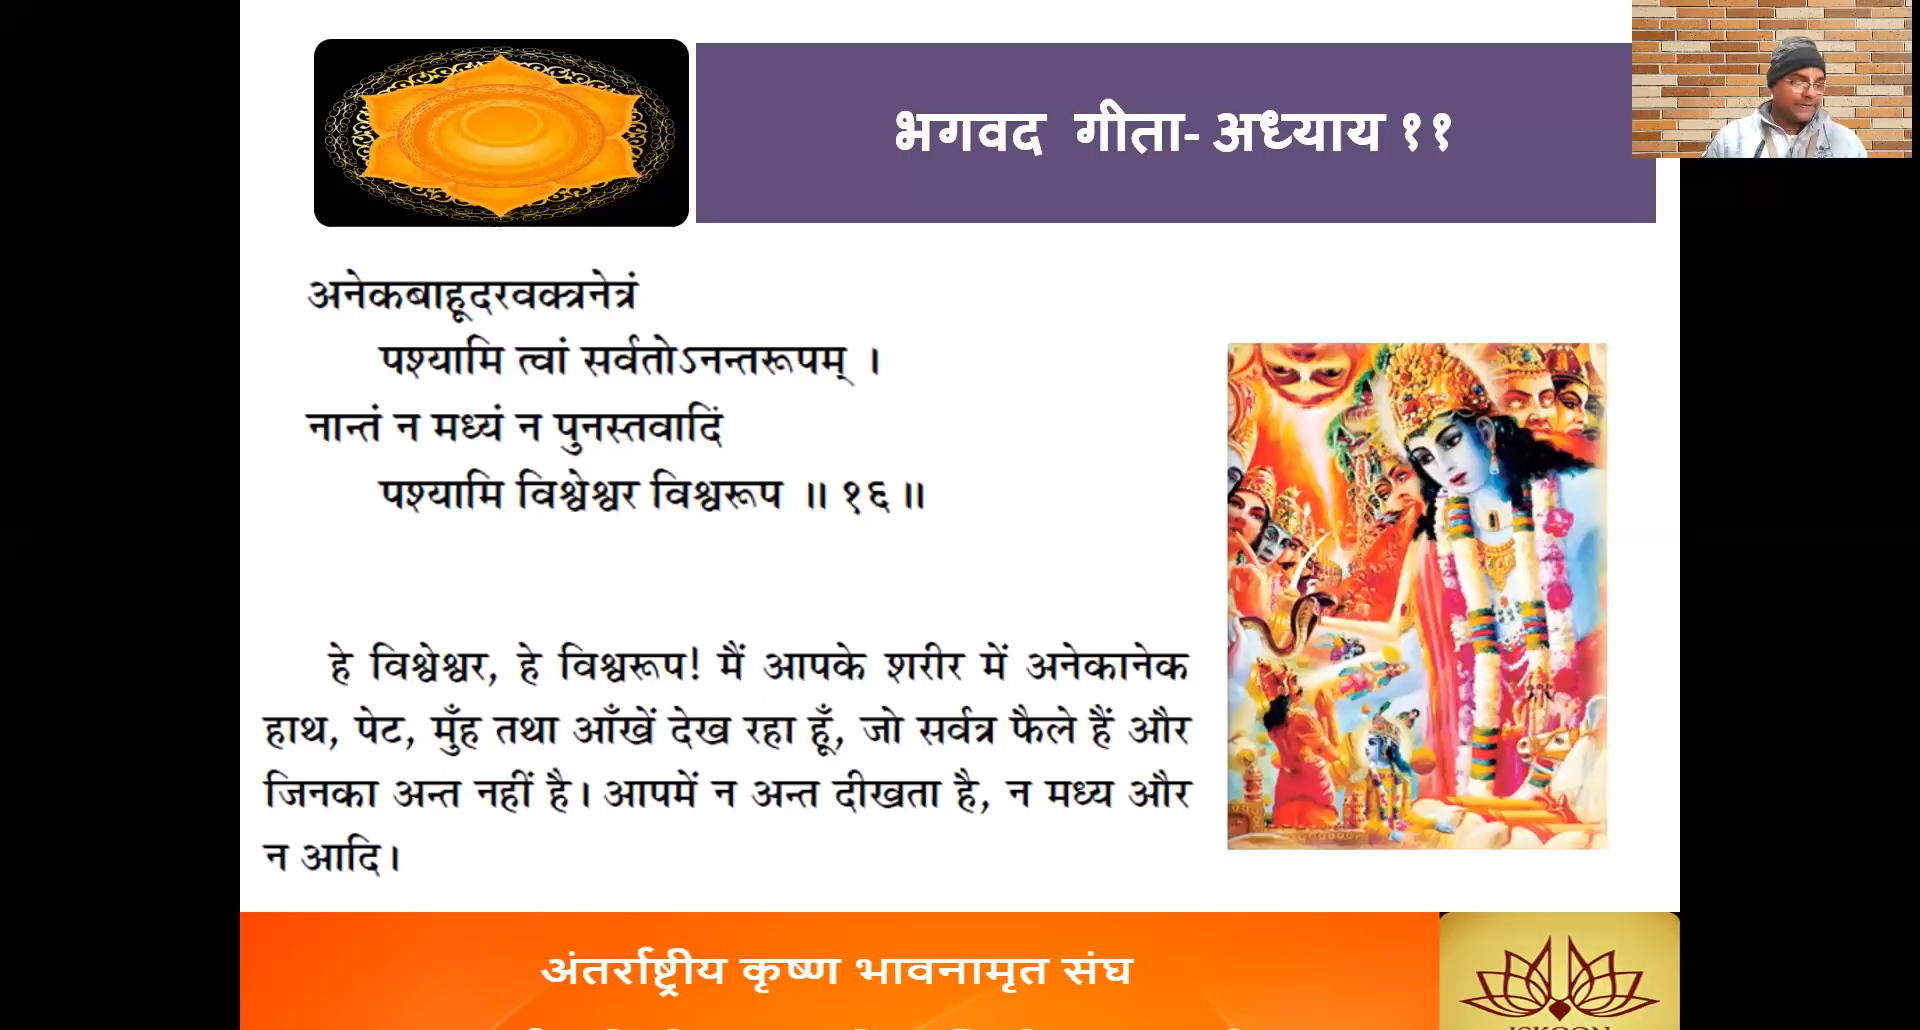 भगवद गीता- अध्याय ११
अनेकबाहूदरवक्त्रनेत्रं
पश्यामि त्वां सर्वतोऽनन्तरूपम् ।
नान्तं न मध्यं न पुनस्तवादिं
पश्यामि विश्वेश्वर विश्वरूप ॥ १६ ॥
हे विश्वेश्वर, हे विश्वरूप! मैं आपके शरीर में अनेकानेक
हाथ, पेट, मुँह तथा आँखें देख रहा हूँ, जो सर्वत्र फैले हैं और
जिनका अन्त नहीं है। आपमें न अन्त दीखता है, न मध्य और
न आदि।
अंतर्राष्ट्रीय कृष्ण भावनामृत संघ